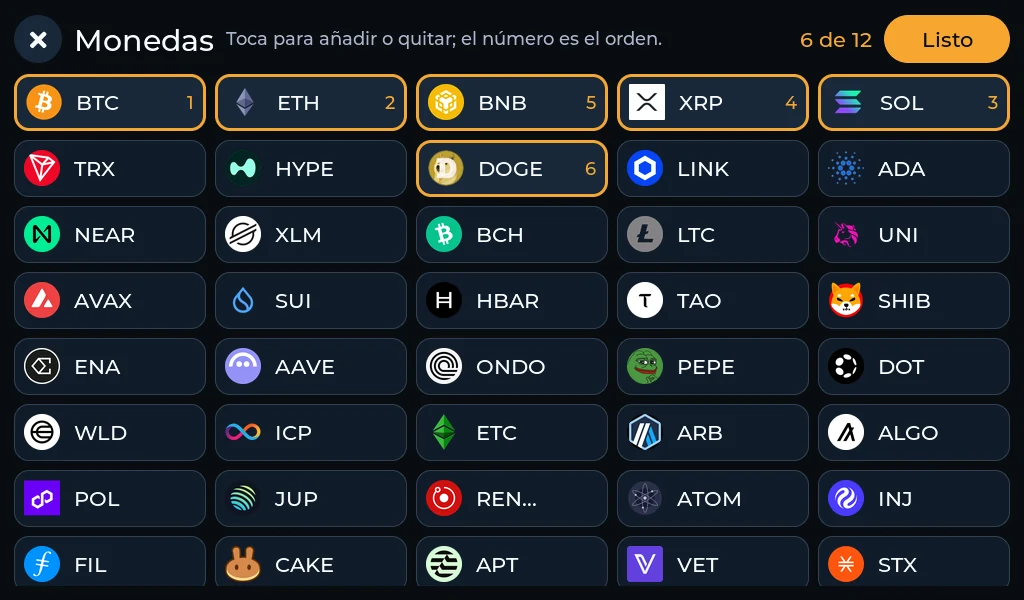 Monedas Toca para añadir o quitar; el número es el orden. 6 de 12 Listo
BTC 1 ETH 2 BNB 5 XRP 4 SOL 3
TRX HYPE DOGE 6 LINK ADA
NEAR XLM BCH LTC UNI
AVAX SUI HBAR TAO SHIB
ENA AAVE ONDO PEPE DOT
WLD ICP ETC ARB ALGO
POL JUP REN... ATOM INJ
FIL CAKE APT VET STX